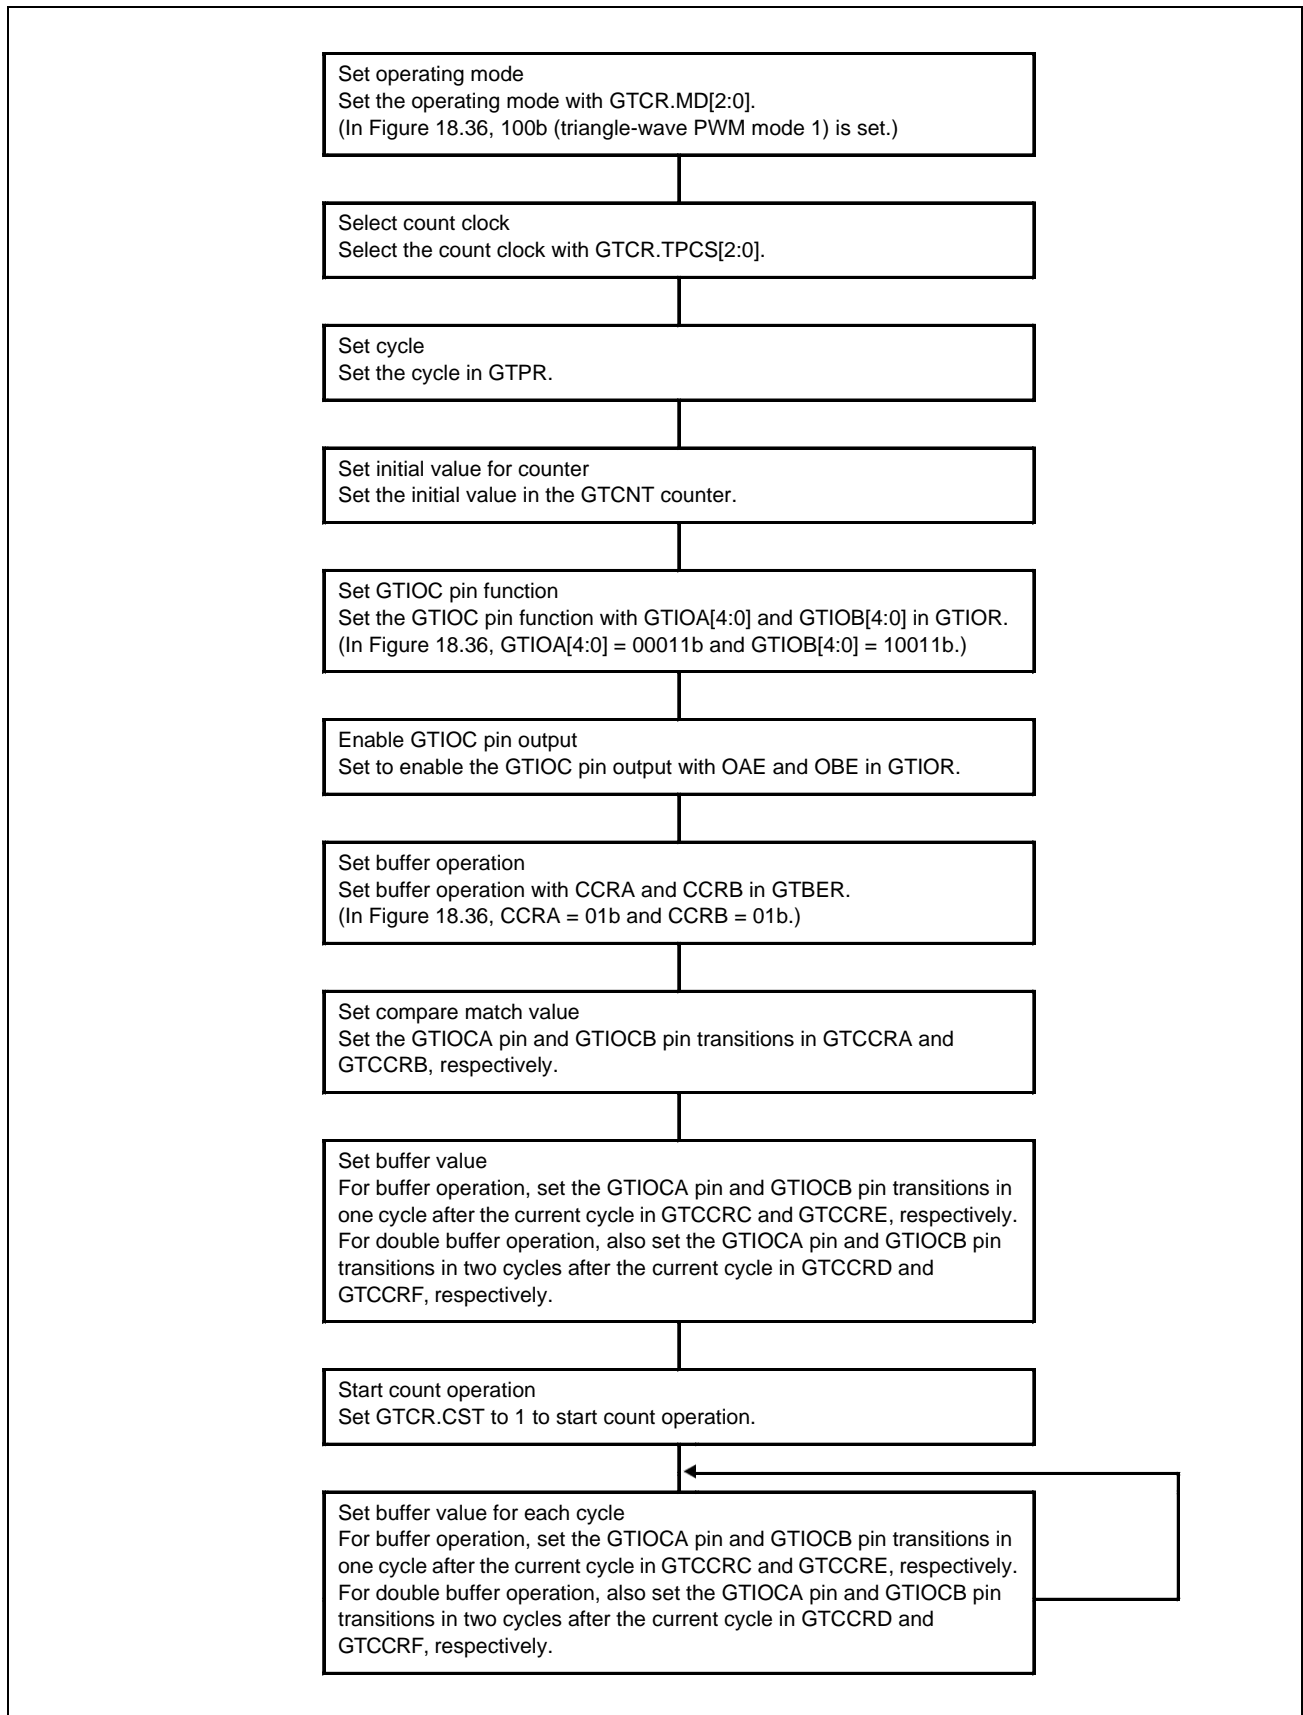 Set operating mode
Set the operating mode with GTCR.MD[2:0].
(In Figure 18.36, 100b (triangle-wave PWM mode 1) is set.)
Select count clock
Select the count clock with GTCR.TPCS[2:0].
Set cycle
Set the cycle in GTPR.
Set initial value for counter
Set the initial value in the GTCNT counter.
Set GTIOC pin function
Set the GTIOC pin function with GTIOA[4:0] and GTIOB[4:0] in GTIOR.
(In Figure 18.36, GTIOA[4:0] = 00011b and GTIOB[4:0] = 10011b.)
Enable GTIOC pin output
Set to enable the GTIOC pin output with OAE and OBE in GTIOR.
Set buffer operation
Set buffer operation with CCRA and CCRB in GTBER.
(In Figure 18.36, CCRA = 01b and CCRB = 01b.)
Set compare match value
Set the GTIOCA pin and GTIOCB pin transitions in GTCCRA and
GTCCRB, respectively.
Set buffer value
For buffer operation, set the GTIOCA pin and GTIOCB pin transitions in
one cycle after the current cycle in GTCCRC and GTCCRE, respectively.
For double buffer operation, also set the GTIOCA pin and GTIOCB pin
transitions in two cycles after the current cycle in GTCCRD and
GTCCRF, respectively.
Start count operation
Set GTCR.CST to 1 to start count operation.
Set buffer value for each cycle
For buffer operation, set the GTIOCA pin and GTIOCB pin transitions in
one cycle after the current cycle in GTCCRC and GTCCRE, respectively.
For double buffer operation, also set the GTIOCA pin and GTIOCB pin
transitions in two cycles after the current cycle in GTCCRD and
GTCCRF, respectively.